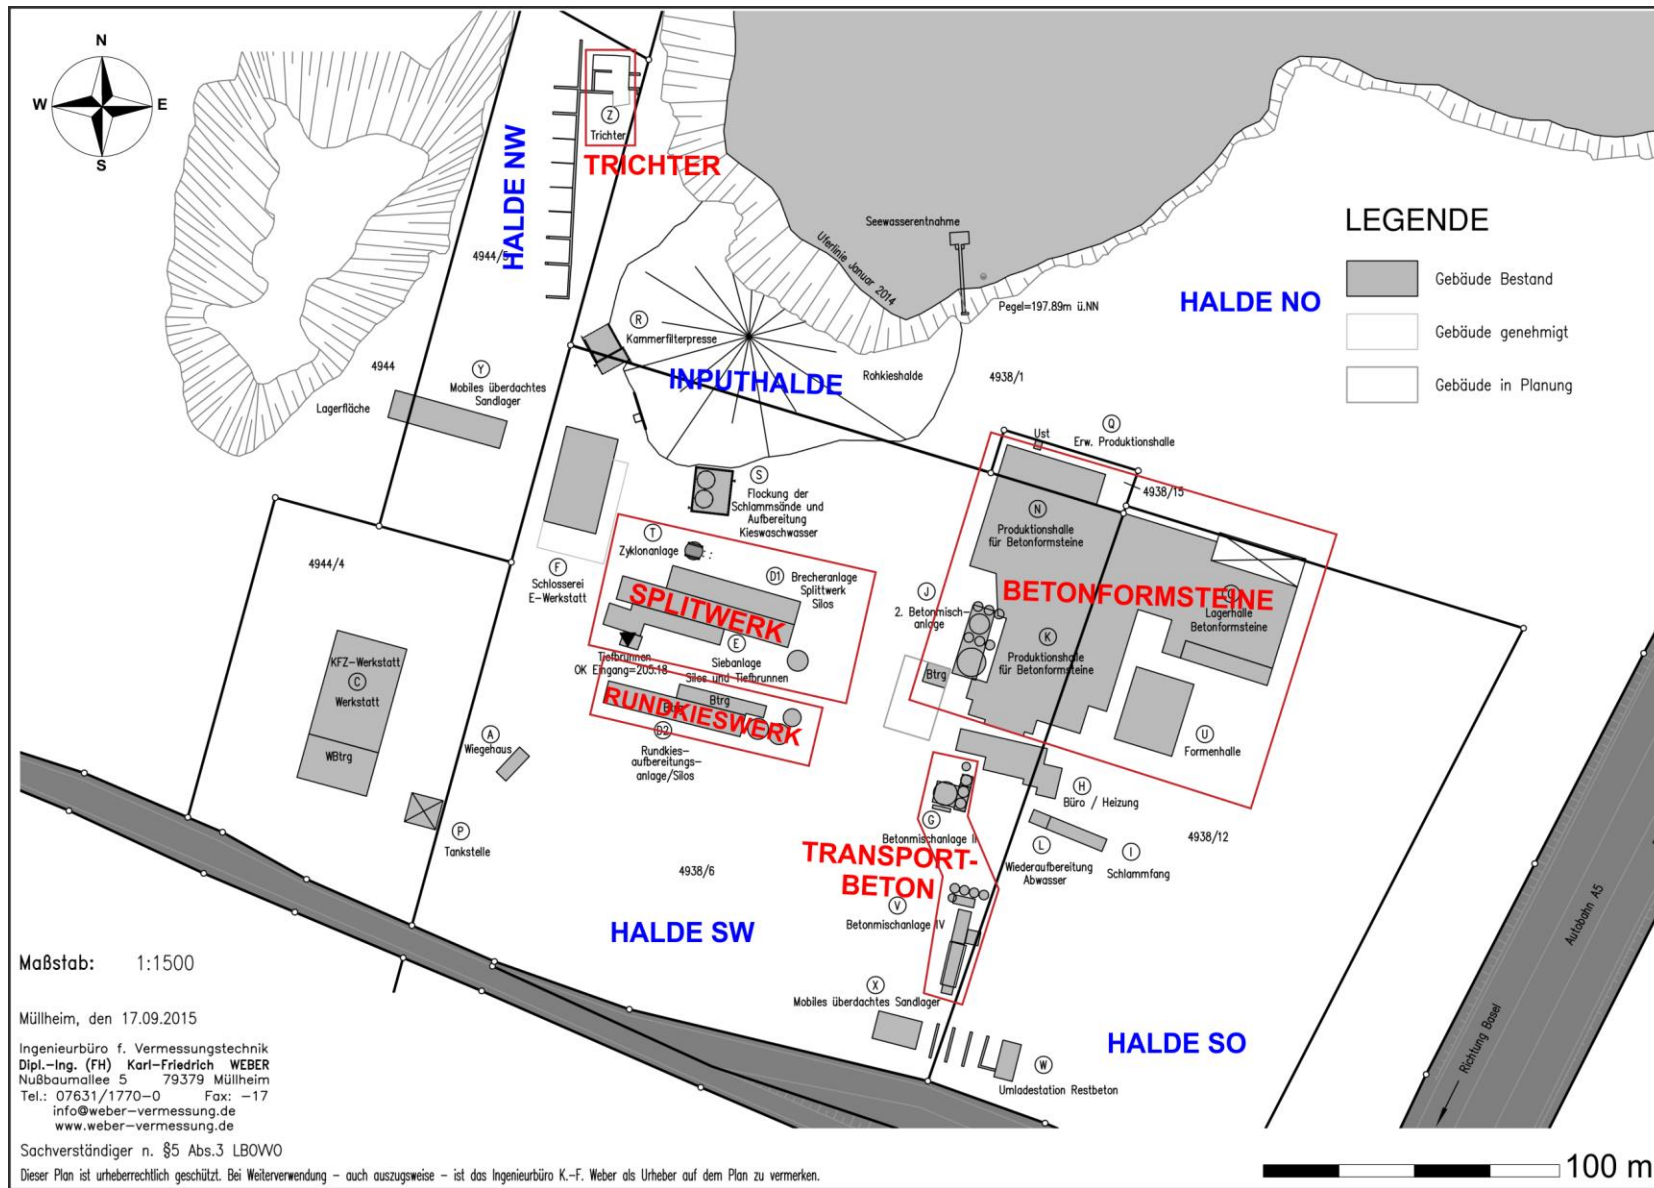 N
W
E
S
HALDE NW
Z
Trichter
TRICHTER
Seewasserentnahme
Uferlinie Januar 2014
Pegel=197.89m ü.NN
HALDE NO
LEGENDE
Gebäude Bestand
Gebäude genehmigt
Gebäude in Planung
4944/5
R
Kammerfilterpresse
INPUTHALDE
Rohkieshalde
4938/1
4944
Y
Mobiles überdachtes
Sandlager
Lagerfläche
Ust
Q
Erw. Produktionshalle
4938/15
S
Flockung der
Schlammsände und
Aufbereitung
Kieswaschwasser
N
Produktionshalle
für Betonformsteine
T
Zyklonanlage
F
Schlosserei
E-Werkstatt
D1
Brecheranlage
Splittwerk
Silos
SPLITWERK
J
2. Betonmisch-
anlage
BETONFORMSTEINE
Lagerhalle
Betonformsteine
K
Produktionshalle
für Betonformsteine
4944/4
E
Siebanlage
Silos und Tiefbrunnen
Tiefbrunnen
OK Eingang=205.18
Btrg
KFZ-Werkstatt
C
Werkstatt
WBtrg
Btrg
RUNDKIESWERK
D2
Rundkies-
aufbereitungs-
anlage/Silos
A
Wiegehaus
U
Formenhalle
H
Büro / Heizung
P
Tankstelle
G
Betonmischanlage II
TRANSPORT-
BETON
L
Wiederaufbereitung
Abwasser
I
Schlammfang
4938/12
4938/6
V
Betonmischanlage IV
HALDE SW
Autobahn A5
X
Mobiles überdachtes Sandlager
W
Umladestation Restbeton
HALDE SO
Richtung Basel
Maßstab: 1:1500
Müllheim, den 17.09.2015
Ingenieurbüro f. Vermessungstechnik
Dipl.-Ing. (FH) Karl-Friedrich WEBER
Nußbaumallee 5 79379 Müllheim
Tel.: 07631/1770-0 Fax: -17
info@weber-vermessung.de
www.weber-vermessung.de
Sachverständiger n. §5 Abs.3 LBOVVO
Dieser Plan ist urheberrechtlich geschützt. Bei Weiterverwendung - auch auszugsweise - ist das Ingenieurbüro K.-F. Weber als Urheber auf dem Plan zu vermerken.
100 m